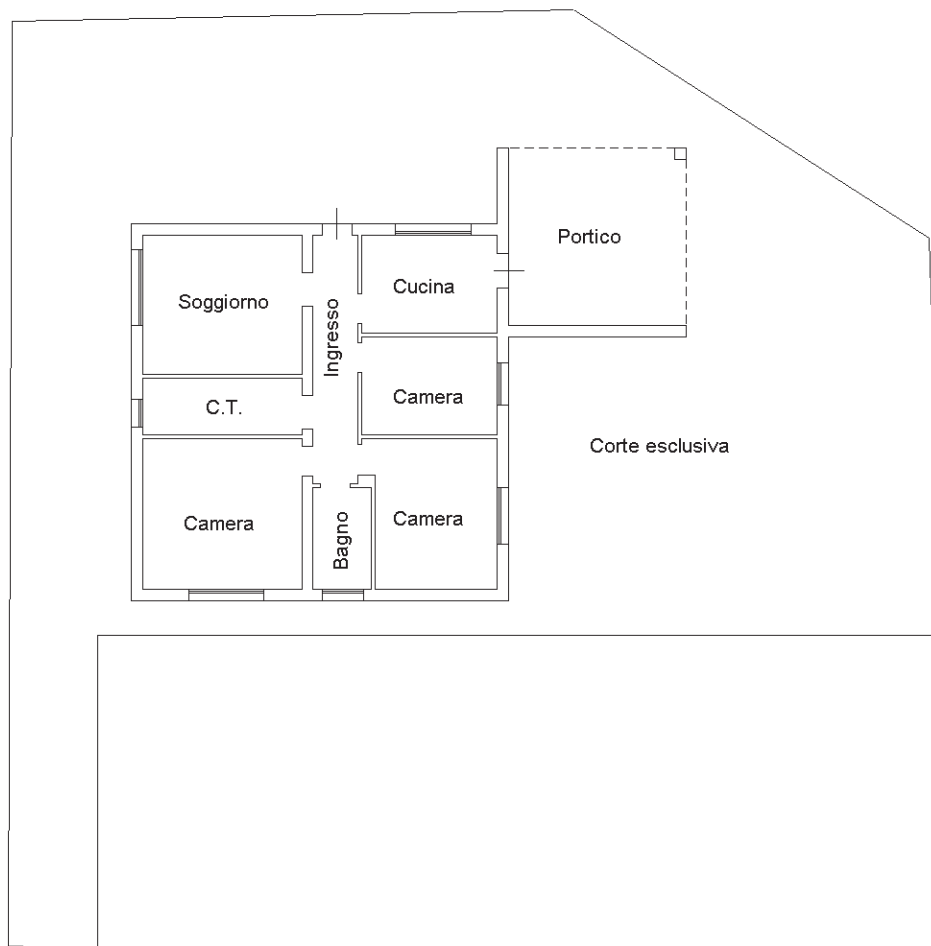 Portico
Soggiorno
Ingresso
Cucina
C.T.
Camera
Corte esclusiva
Camera
Bagno
Camera